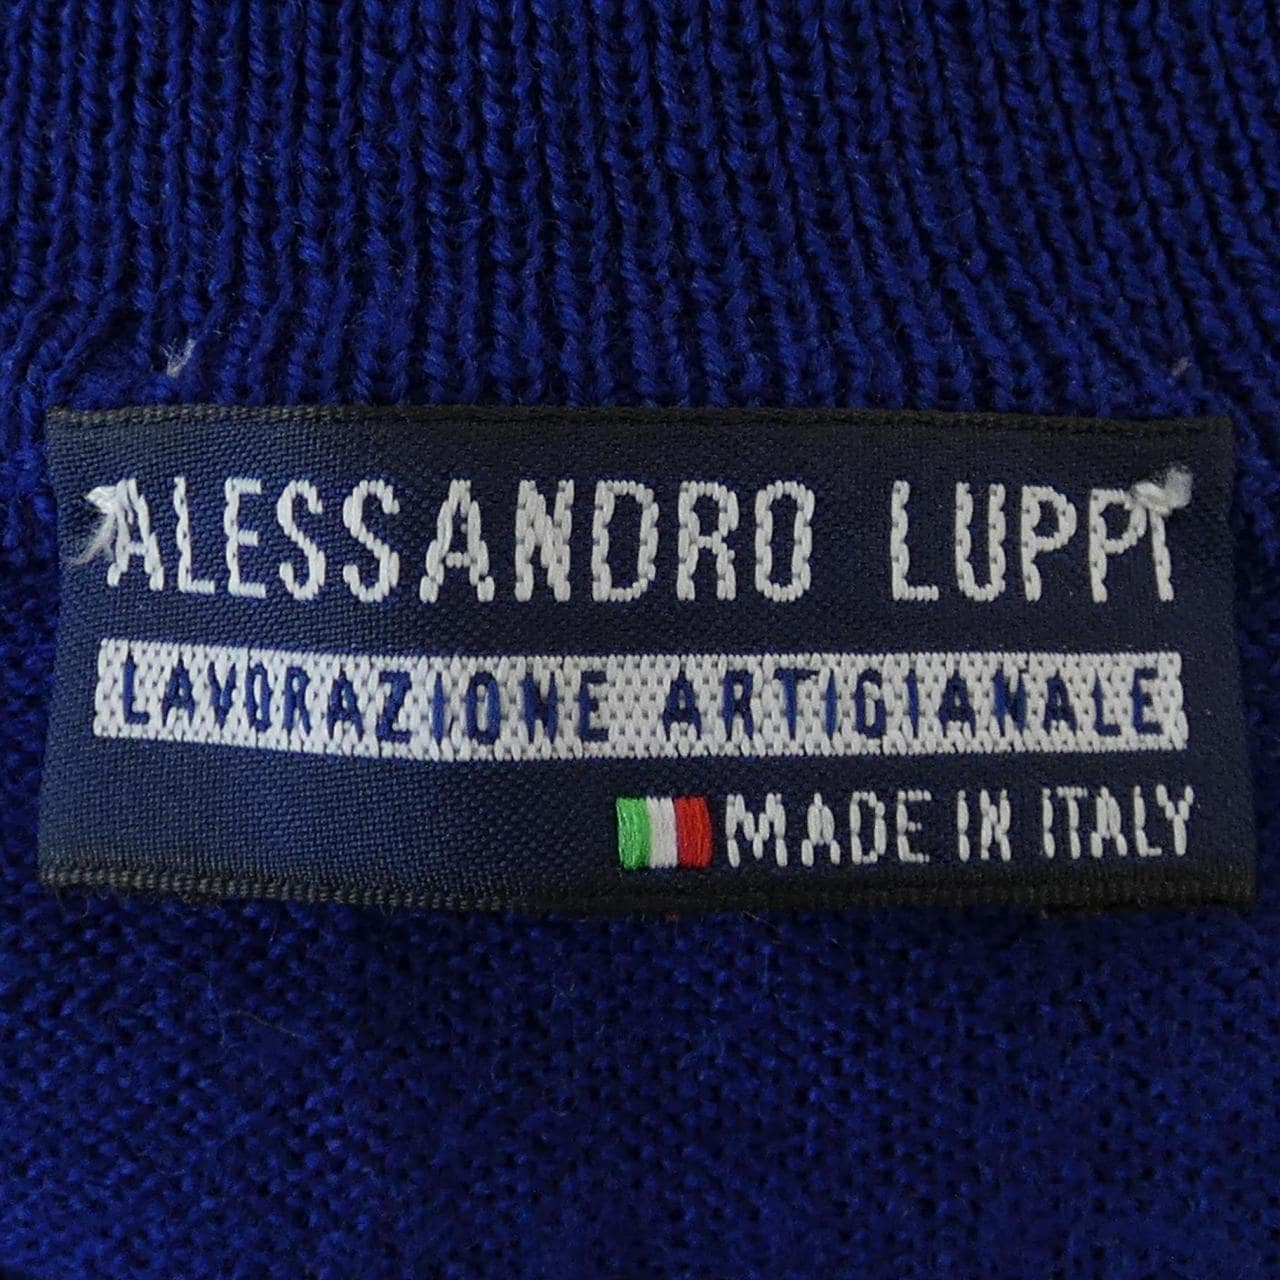 ALESSANDRO LUPPI
LAVORAZIONE ARTIGIANALE
MADE IN ITALY